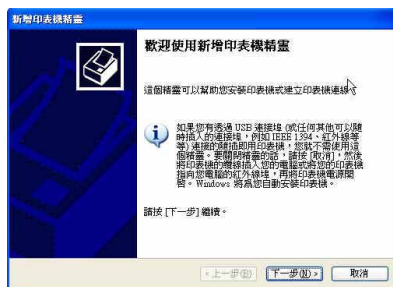 新增印表機精靈
歡迎使用新增印表機精靈
這個精靈可以幫助您安裝印表機或建立印表機連線。
如果您有透過 USB 連接埠 (或任何其他可以隨
時插入的連接埠，例如 IEEE 1394、紅外線等
等) 連接的隨插即用印表機，您就不需使用這
個精靈。要關閉精靈的話，請按 [取消]，然後
將印表機的纜線插入您的電腦或將您的印表機
指向您電腦的紅外線埠，再將印表機電源開
啓。Windows 將為您自動安裝印表機。
請按 [下一步] 繼續。
< 上一步(B) 下一步(N) > 取消